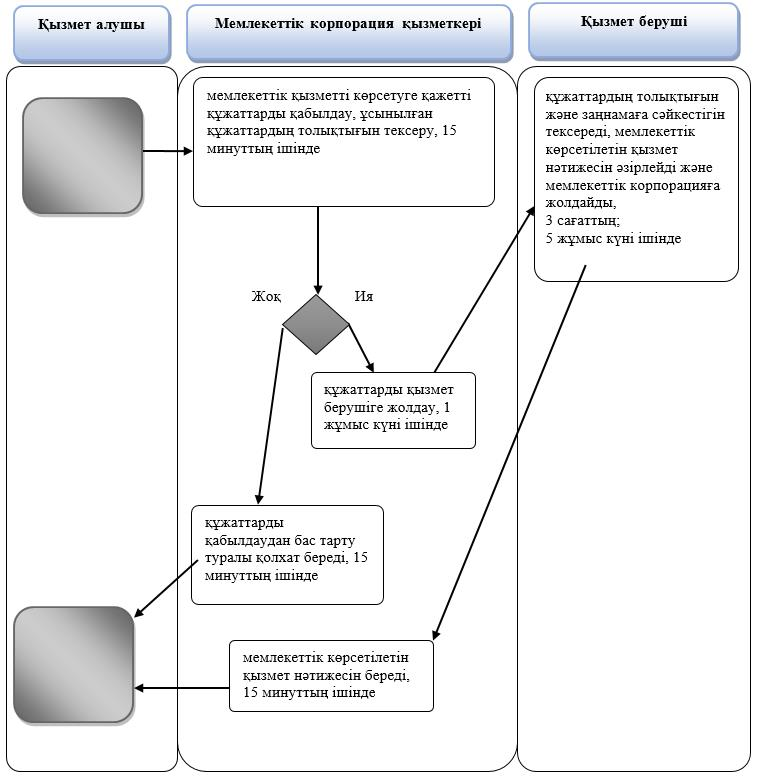 Қызмет алушы
Мемлекеттік корпорация қызметкері
Қызмет беруші
мемлекеттік қызметті көрсетуге қажетті
құжаттарды қабылдау, ұсынылған
құжаттардың толықтығын тексеру, 15
минуттың ішінде
құжаттардың толықтығын
және заңнамаға сәйкестігін
тексереді, мемлекеттік
көрсетілетін қызмет
нәтижесін әзірлейді және
мемлекеттік корпорацияға
жолдайды,
3 сағаттың;
5 жұмыс күні ішінде
Жоқ
Ия
құжаттарды қызмет
берушіге жолдау, 1
жұмыс күні ішінде
құжаттарды
қабылдаудан бас тарту
туралы қолхат береді, 15
минуттың ішінде
мемлекеттік көрсетілетін
қызмет нәтижесін береді,
15 минуттың ішінде